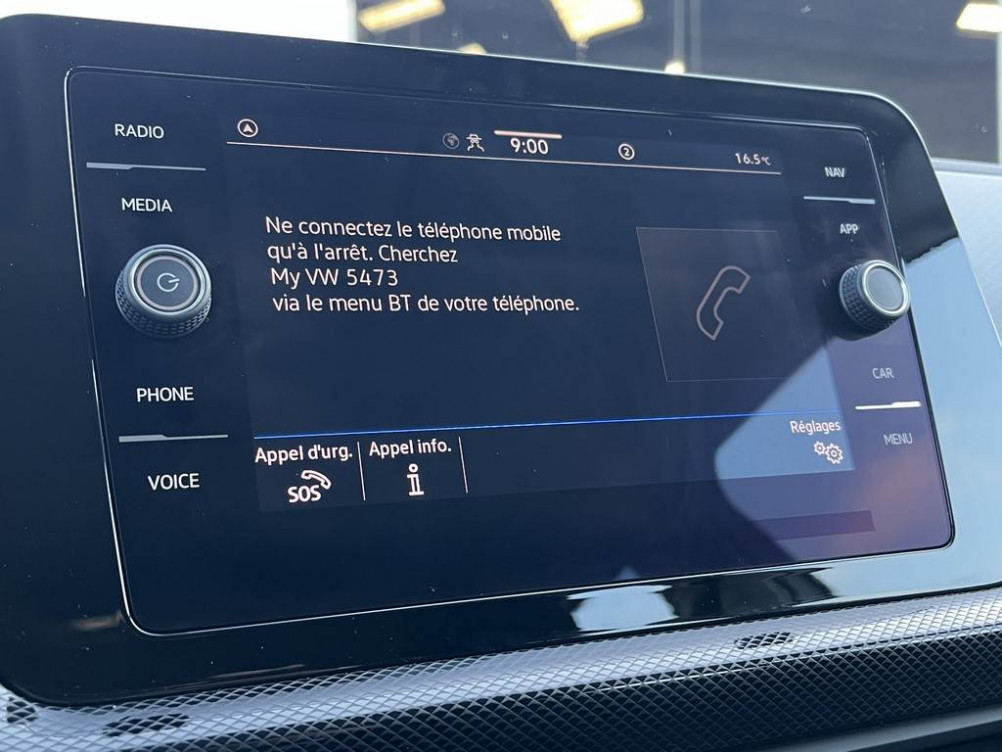 RADIO
MEDIA
PHONE
VOICE
9:00
2
16.5°C
Ne connectez le téléphone mobile
qu'à l'arrêt. Cherchez
My VW 5473
via le menu BT de votre téléphone.
Appel d'urg.
SOS
Appel info.
i
Réglages
NAV
APP
CAR
MENU